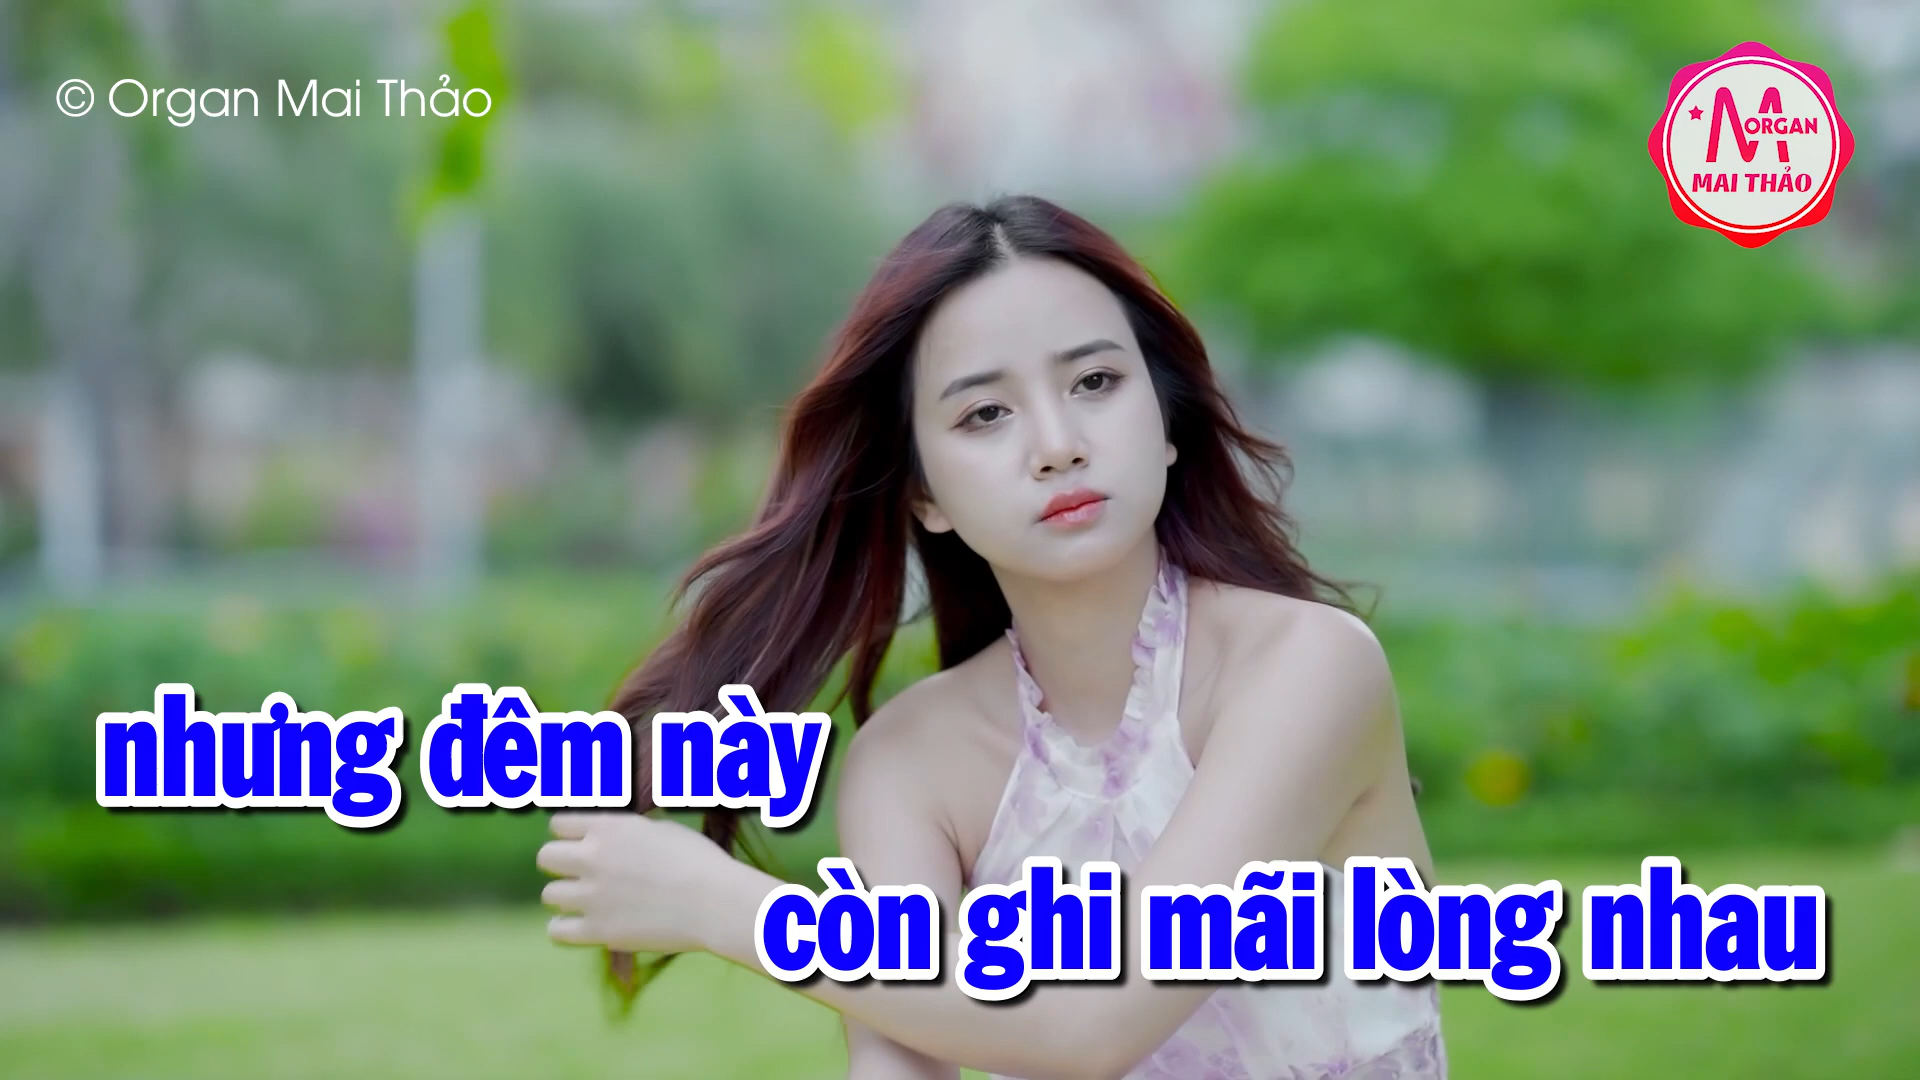 © Organ Mai Thảo
M ORGAN
MAI THẢO
nhưng đêm này
còn ghi mãi lòng nhau